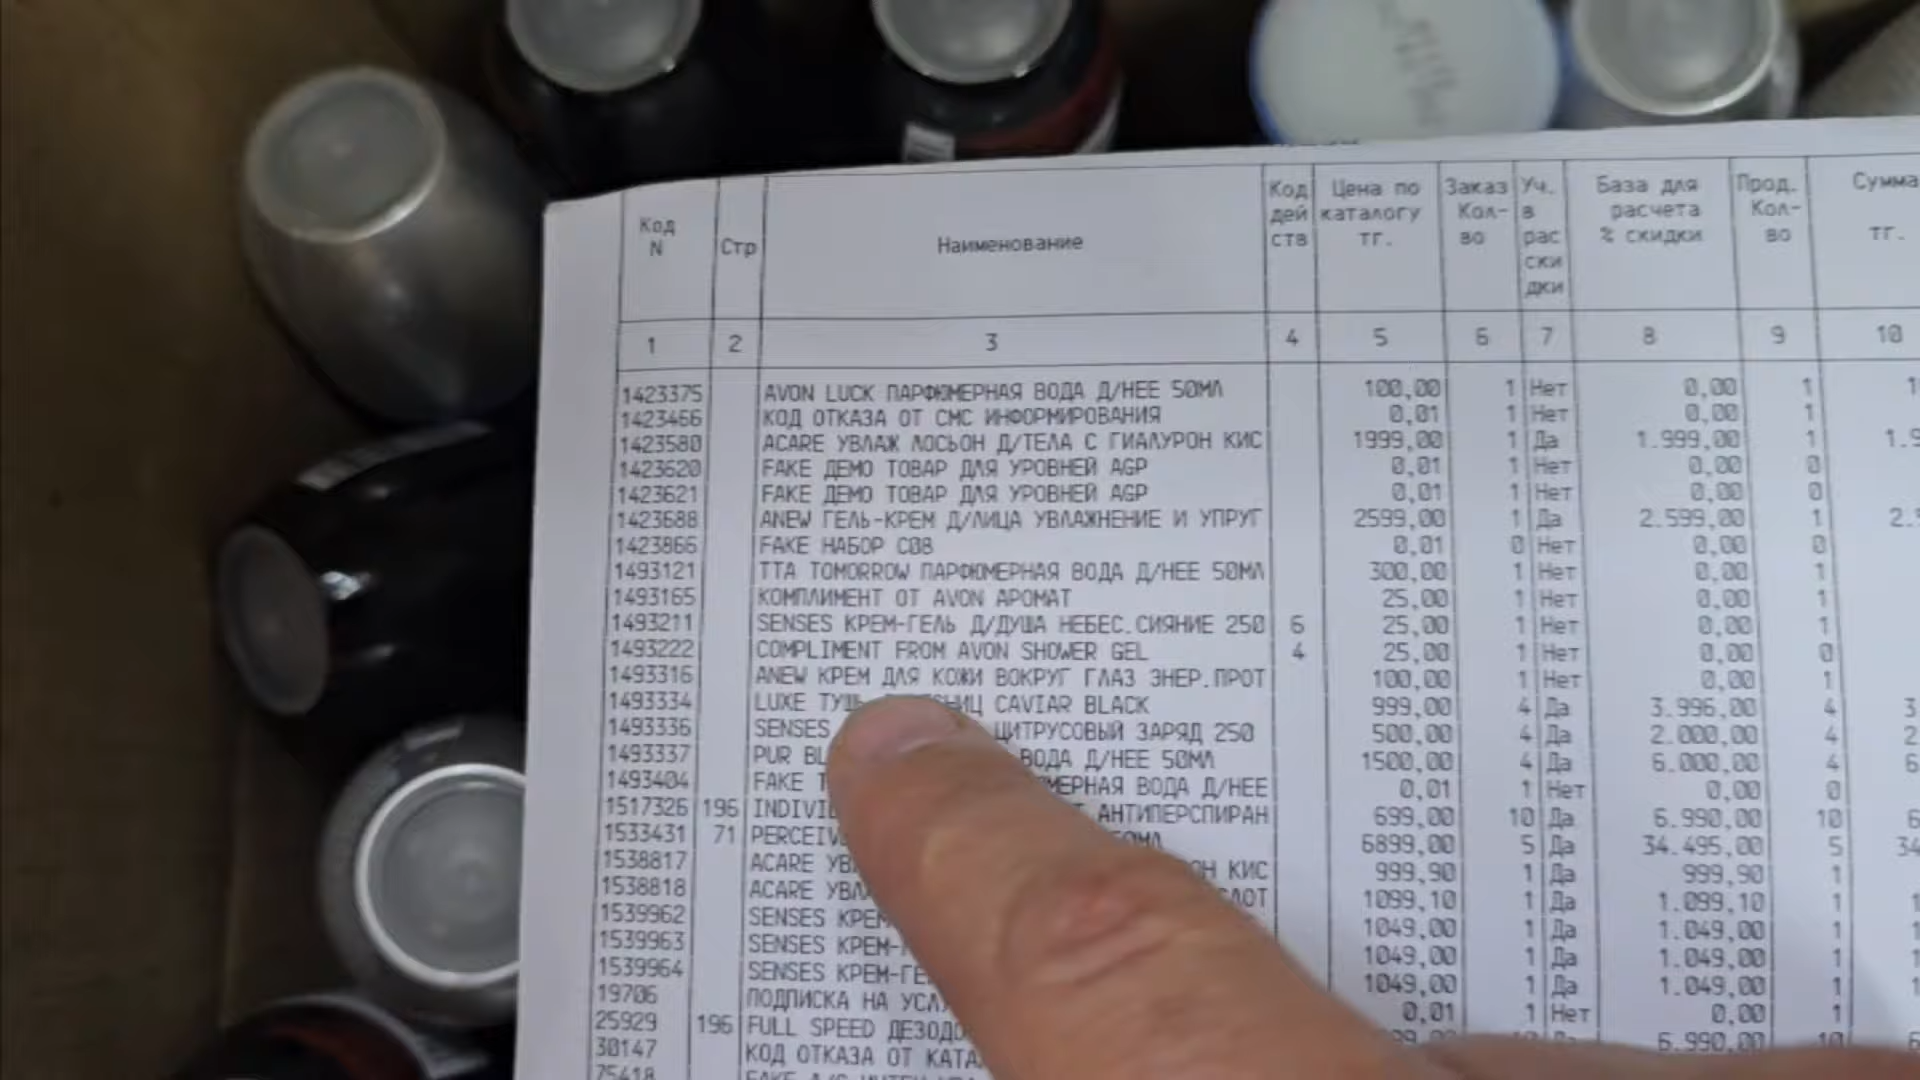 Код N Стр Наименование Код дей ств Цена по каталогу тг. Заказ Кол-во Уч. в рас ски дки База для расчета % скидки Прод. Кол-во Сумма тг.
1 2 3 4 5 6 7 8 9 10
1423375 AVON LUCK ПАРФЮМЕРНАЯ ВОДА Д/НЕЕ 50МЛ 100,00 1 Нет 0,00 1
1423466 КОД ОТКАЗА ОТ СМС ИНФОРМИРОВАНИЯ 0,01 1 Нет 0,00 1
1423580 ACARE УВЛАЖ ЛОСЬОН Д/ТЕЛА С ГИАЛУРОН КИС 1999,00 1 Да 1.999,00 1
1423620 FAKE ДЕМО ТОВАР ДЛЯ УРОВНЕЙ AGP 0,01 1 Нет 0,00 0
1423621 FAKE ДЕМО ТОВАР ДЛЯ УРОВНЕЙ AGP 0,01 1 Нет 0,00 0
1423688 ANEW ГЕЛЬ-КРЕМ Д/ЛИЦА УВЛАЖНЕНИЕ И УПРУГ 2599,00 1 Да 2.599,00 1
1423866 FAKE НАБОР C08 0,01 0 Нет 0,00 0
1493121 TTA TOMORROW ПАРФЮМЕРНАЯ ВОДА Д/НЕЕ 50МЛ 300,00 1 Нет 0,00 1
1493165 КОМПЛИМЕНТ ОТ AVON АРОМАТ 25,00 1 Нет 0,00 1
1493211 SENSES КРЕМ-ГЕЛЬ Д/ДУША НЕБЕС.СИЯНИЕ 250 6 25,00 1 Нет 0,00 1
1493222 COMPLIMENT FROM AVON SHOWER GEL 4 25,00 1 Нет 0,00 0
1493316 ANEW КРЕМ ДЛЯ КОЖИ ВОКРУГ ГЛАЗ ЭНЕР.ПРОТ 100,00 1 Нет 0,00 1
1493334 LUXE ТУШЬ CAVIAR BLACK 999,00 4 Да 3.996,00 4
1493336 SENSES ЦИТРУСОВЫЙ ЗАРЯД 250 500,00 4 Да 2.000,00 4
1493337 PUR ВОДА Д/НЕЕ 50МЛ 1500,00 4 Да 6.000,00 4
1493404 FAKE Д/НЕЕ 0,01 1 Нет 0,00 0
1517326 196 АНТИПЕРСПИРАН 699,00 10 Да 6.990,00 10
1533431 71 6899,00 5 Да 34.495,00 5
1538817 ACARE КИС 999,90 1 Да 999,90 1
1538818 ACARE 1099,10 1 Да 1.099,10 1
1539962 SENSES 1049,00 1 Да 1.049,00 1
1539963 SENSES 1049,00 1 Да 1.049,00 1
1539964 SENSES 1049,00 1 Да 1.049,00 1
19706 ПОДПИСКА НА 0,01 1 Нет 0,00 1
25929 196 FULL SPEED 6.990,00 10
30147 КОД ОТКАЗА ОТ